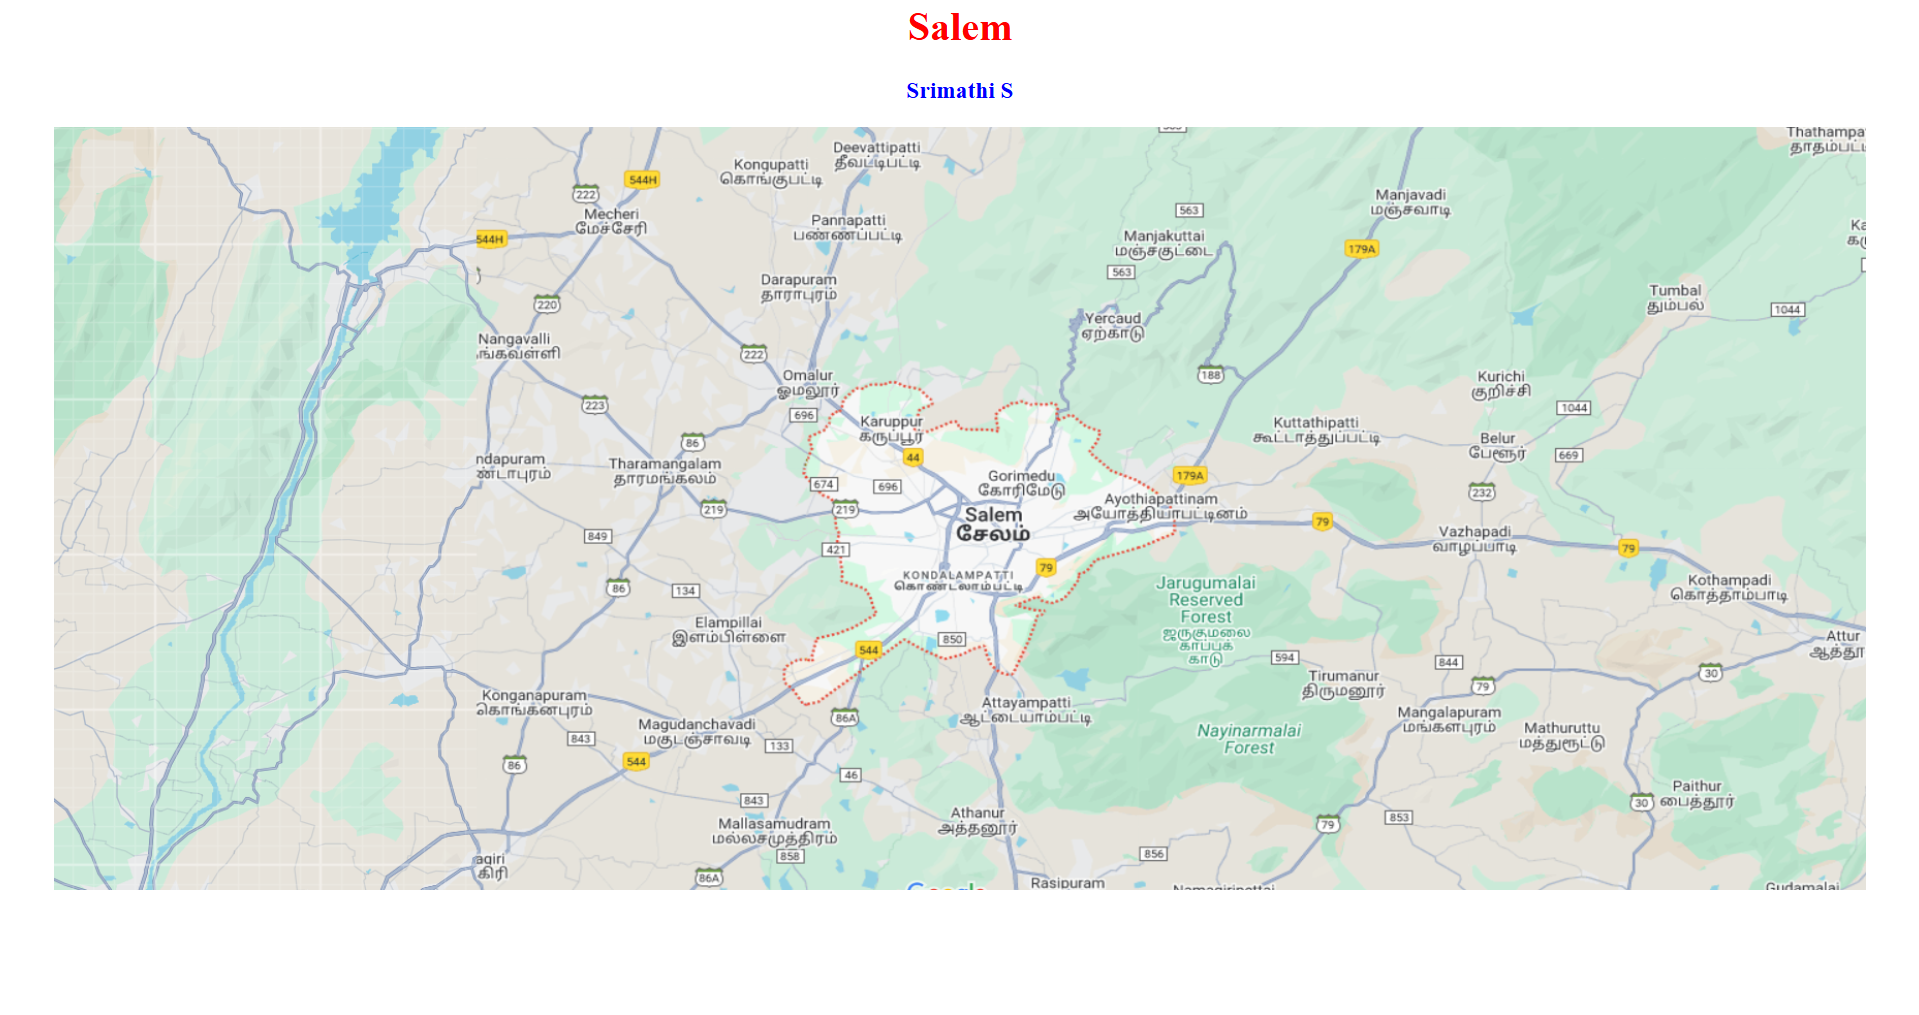 Salem
Srimathi S
563
Thathampa
தாதம்பட்டி
Deevattipatti
தீவட்டிபட்டி
Kongupatti
கொங்குபட்டி
544H
222
Manjavadi
மஞ்சவாடி
563
Mecheri
மேச்சேரி
Pannapatti
பண்ணப்பட்டி
Ka
544H
Manjakuttai
மஞ்சகுட்டை
179A
563
Darapuram
தாராபுரம்
Tumbal
தும்பல்
220
1044
Yercaud
ஏற்காடு
Nangavalli
ங்கவள்ளி
222
Omalur
ஓமலூர்
188
Kurichi
குறிச்சி
223
1044
696
Karuppur
கருப்பூர்
Kuttathipatti
கூட்டாத்துப்பட்டி
86
Belur
பேளூர்
44
669
ndapuram
ண்டாபுரம்
Tharamangalam
தாரமங்கலம்
Gorimedu
கோரிமேடு
179A
674
696
232
Ayothiapattinam
அயோத்தியாபட்டினம்
219
219
Salem
சேலம்
79
849
Vazhapadi
வாழப்பாடி
421
79
79
KONDALAMPATTI
கொண்டலாம்பட்டி
Jarugumalai
Reserved
Forest
ஜருகுமலை
காப்பக்
காடு
Kothampadi
கொத்தாம்பாடி
86
134
Elampillai
இளம்பிள்ளை
850
544
Attur
ஆத்தூர்
594
844
30
Tirumanur
திருமனூர்
79
Konganapuram
கொங்கனபுரம்
Attayampatti
ஆட்டையாம்பட்டி
86A
Mangalapuram
மங்களபுரம்
Magudanchavadi
மகுடஞ்சாவடி
Nayinarmalai
Forest
Mathuruttu
மத்துரூட்டு
843
133
544
86
46
Paithur
பைத்தூர்
843
30
Athanur
அத்தனூர்
Mallasamudram
மல்லசமுத்திரம்
853
79
858
856
agiri
கிரி
86A
Rasipuram
Google
Namagiripettai
Gudamalai